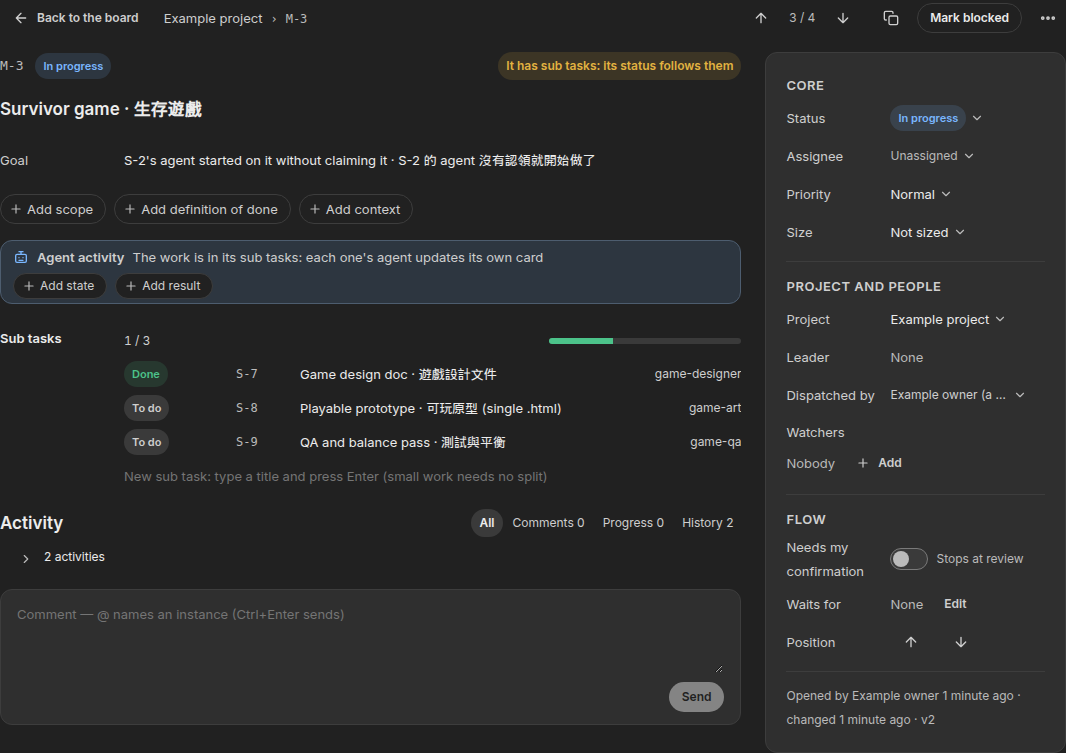 Back to the board Example project › M-3 3 / 4 Mark blocked
M-3 In progress It has sub tasks: its status follows them
Survivor game · 生存遊戲
Goal S-2's agent started on it without claiming it · S-2 的 agent 沒有認領就開始做了
+ Add scope + Add definition of done + Add context
Agent activity The work is in its sub tasks: each one's agent updates its own card
+ Add state + Add result
Sub tasks 1 / 3
Done S-7 Game design doc · 遊戲設計文件 game-designer
To do S-8 Playable prototype · 可玩原型 (single .html) game-art
To do S-9 QA and balance pass · 測試與平衡 game-qa
New sub task: type a title and press Enter (small work needs no split)
Activity All Comments 0 Progress 0 History 2
2 activities
Comment — @ names an instance (Ctrl+Enter sends)
Send
CORE
Status In progress
Assignee Unassigned
Priority Normal
Size Not sized
PROJECT AND PEOPLE
Project Example project
Leader None
Dispatched by Example owner (a ...
Watchers
Nobody + Add
FLOW
Needs my
confirmation Stops at review
Waits for None Edit
Position
Opened by Example owner 1 minute ago ·
changed 1 minute ago · v2